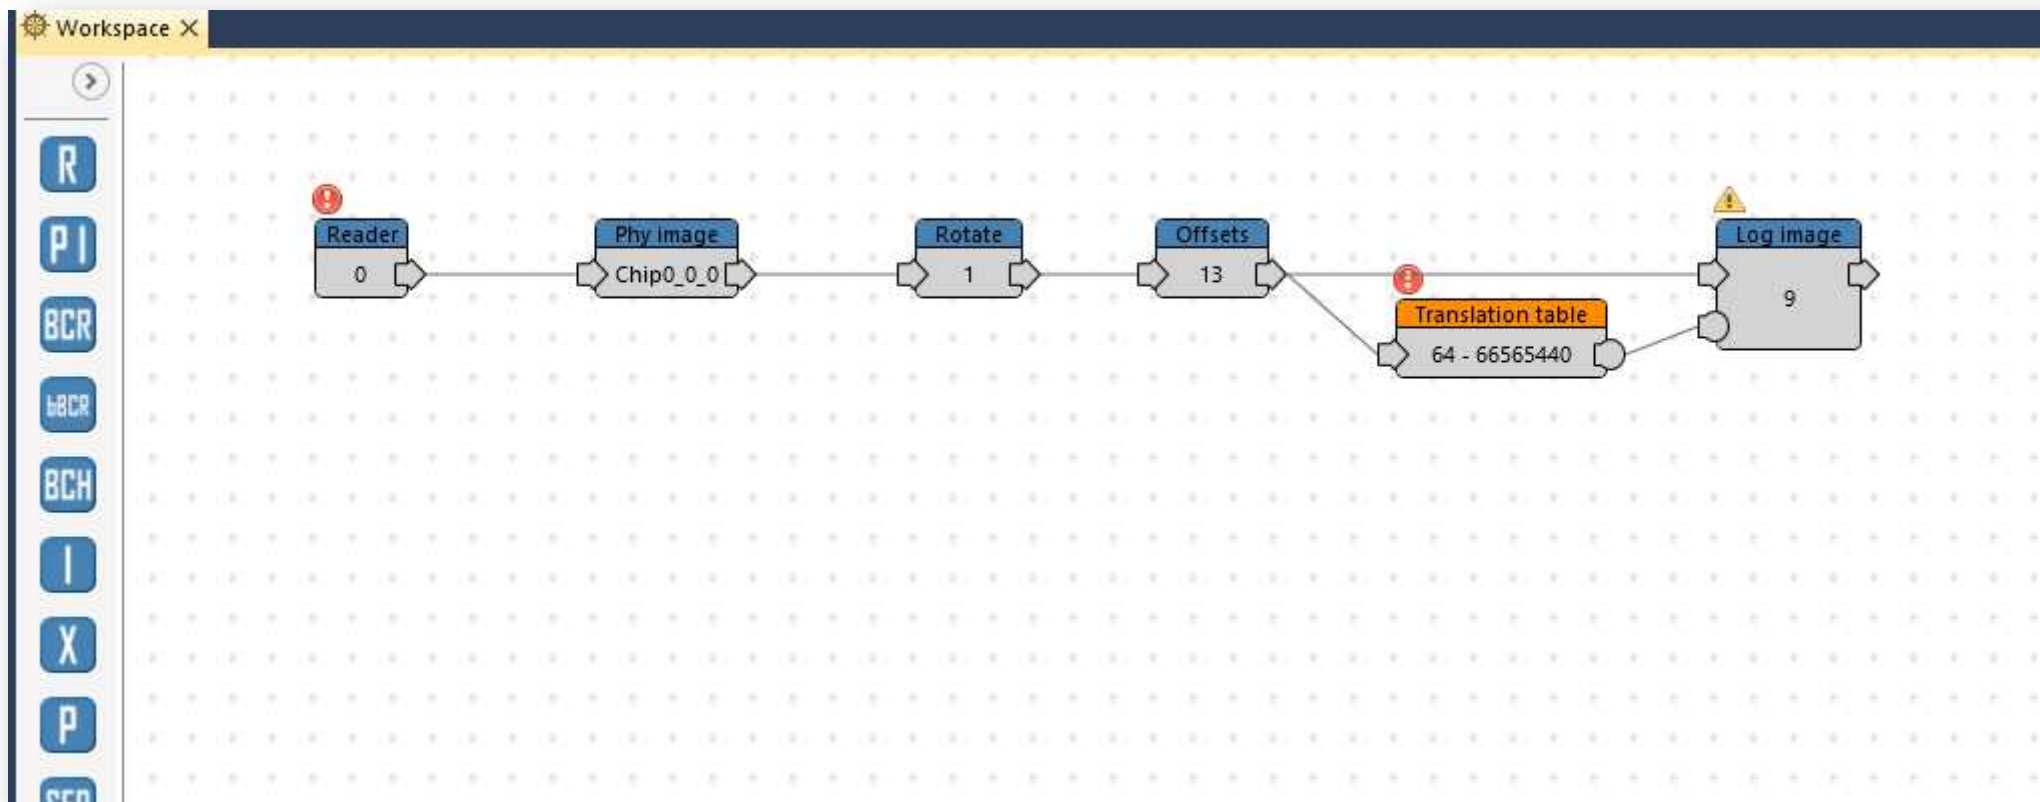 Workspace
R
PI
BCR
bBCR
BCH
I
X
P
Reader
0
Phy image
Chip0_0_0
Rotate
1
Offsets
13
Translation table
64 - 66565440
Log image
9